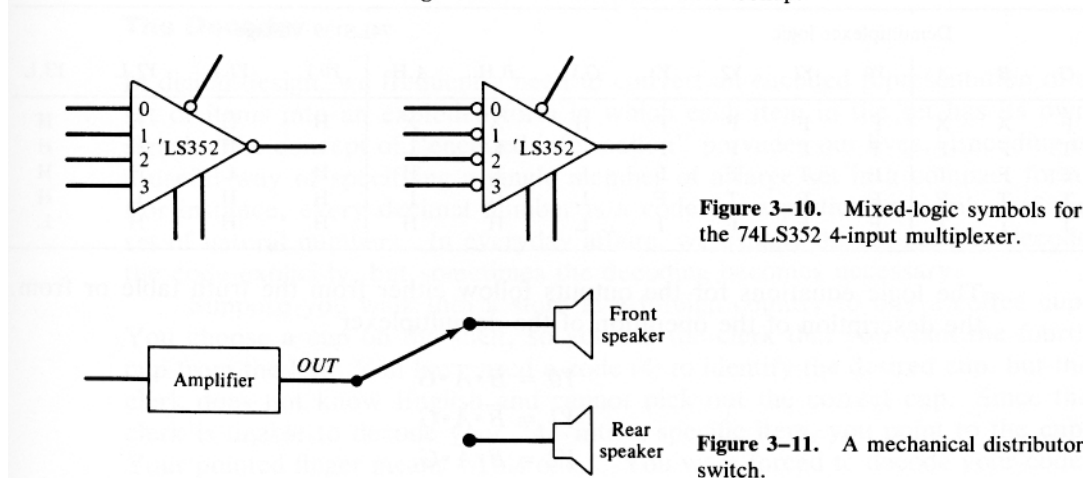 0
1
2
3
'LS352
0
1
2
3
'LS352
Figure 3–10. Mixed-logic symbols for
the 74LS352 4-input multiplexer.
Amplifier
OUT
Front
speaker
Rear
speaker
Figure 3–11. A mechanical distributor
switch.